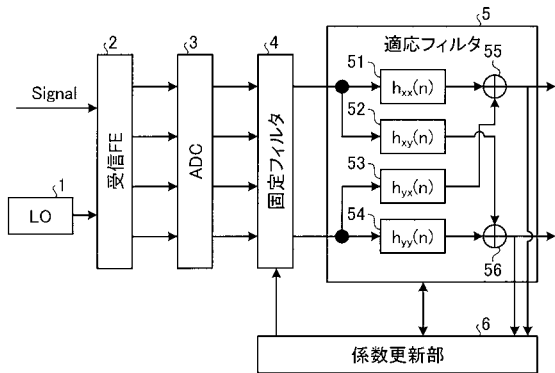 5
適応フィルタ
2
3
4
51
55
Signal
受信FE
ADC
固定フィルタ
hxx(n)
52
hxy(n)
53
hyx(n)
1
LO
54
hyy(n)
56
6
係数更新部